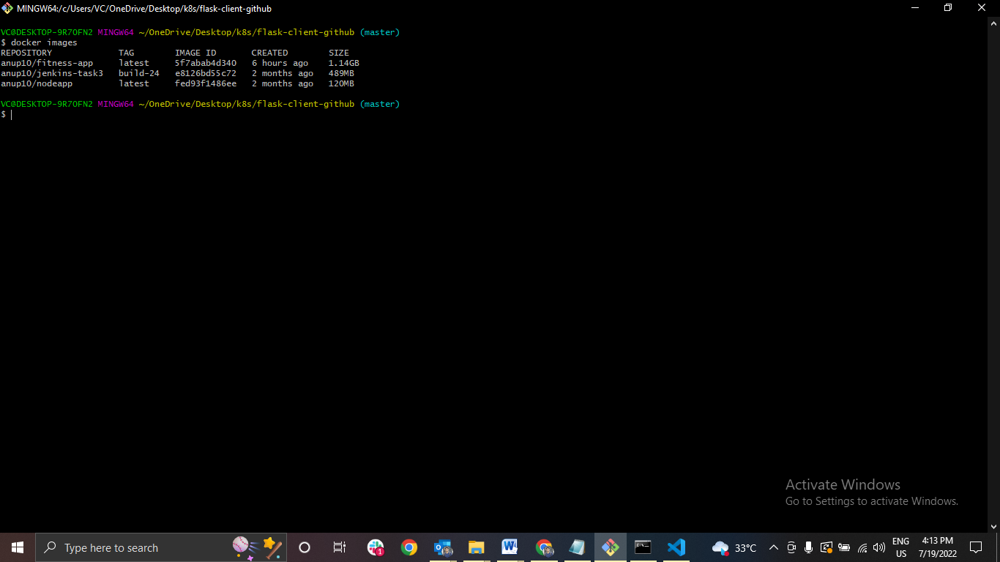 MINGW64:/c/Users/VC/OneDrive/Desktop/k8s/flask-client-github
VC@DESKTOP-9R7OFN2 MINGW64 ~/OneDrive/Desktop/k8s/flask-client-github (master)
$ docker images
REPOSITORY TAG IMAGE ID CREATED SIZE
anup10/fitness-app latest 5f7abab4d340 6 hours ago 1.14GB
anup10/jenkins-task3 build-24 e8126bd55c72 2 months ago 489MB
anup10/nodeapp latest fed93f1486ee 2 months ago 120MB
VC@DESKTOP-9R7OFN2 MINGW64 ~/OneDrive/Desktop/k8s/flask-client-github (master)
$
Activate Windows
Go to Settings to activate Windows.
Type here to search
1
33°C
ENG
US
4:13 PM
7/19/2022